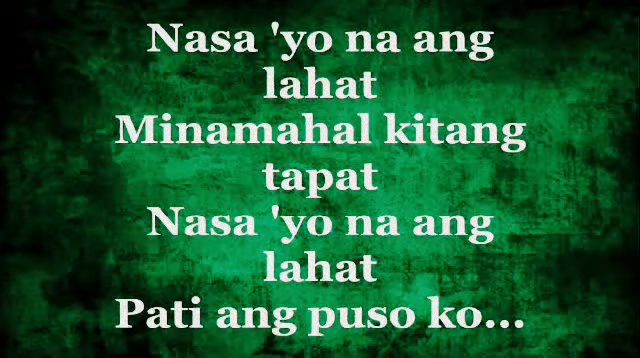 Nasa 'yo na ang
lahat
Minamahal kitang
tapat
Nasa 'yo na ang
lahat
Pati ang puso ko...